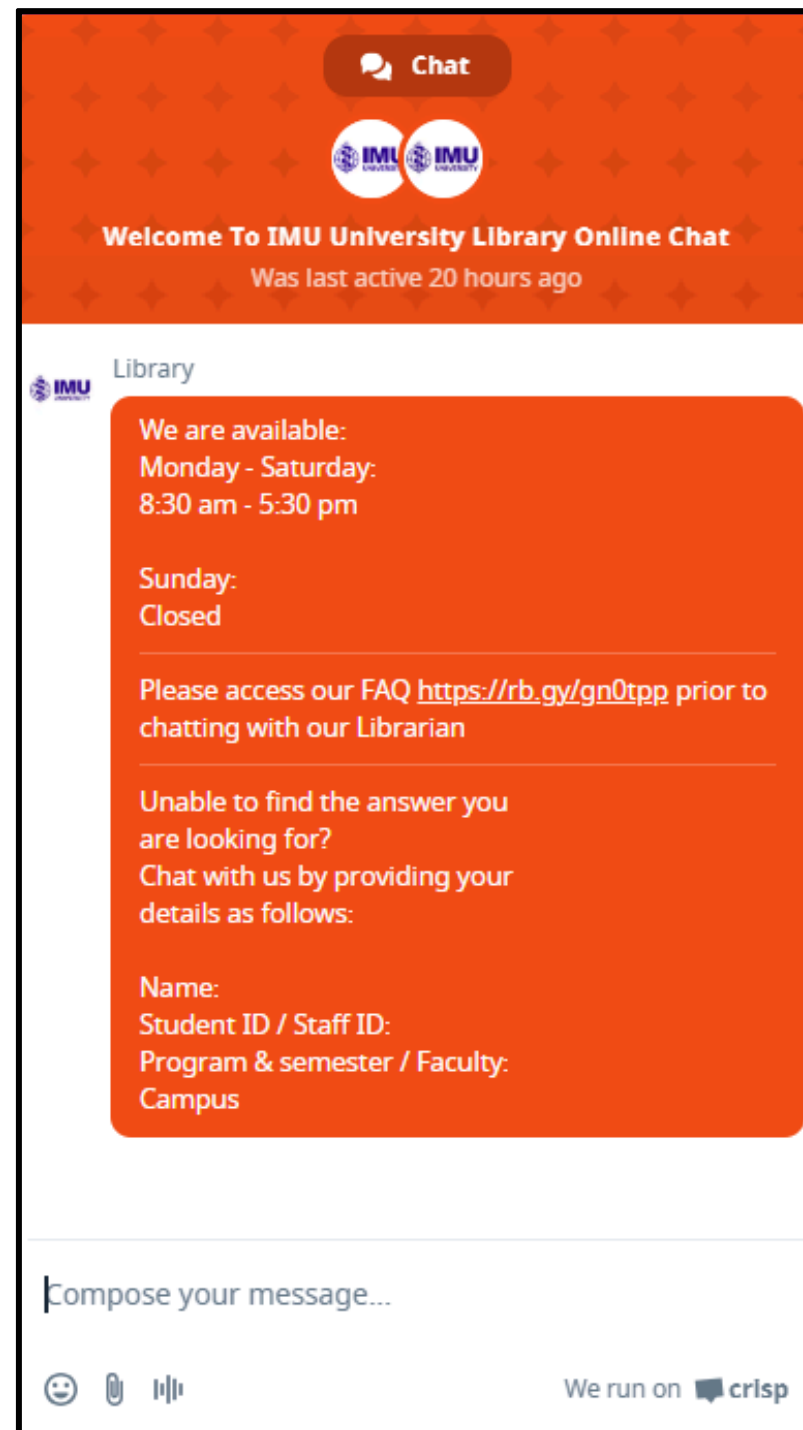 Chat
IMU IMU
UNIVERSITY
Welcome To IMU University Library Online Chat
Was last active 20 hours ago
Library
IMU
UNIVERSITY
We are available:
Monday - Saturday:
8:30 am - 5:30 pm
Sunday:
Closed
Please access our FAQ https://rb.gy/gn0tpp prior to
chatting with our Librarian
Unable to find the answer you
are looking for?
Chat with us by providing your
details as follows:
Name:
Student ID / Staff ID:
Program & semester / Faculty:
Campus
Compose your message...
We run on crisp